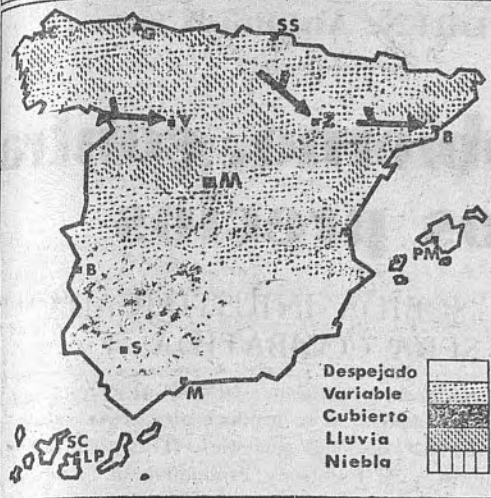 C
G
SS
F
F
F
V
Z
B
M
B
PM
S
M
SC
LP
Despejado
Variable
Cubierto
Lluvia
Niebla